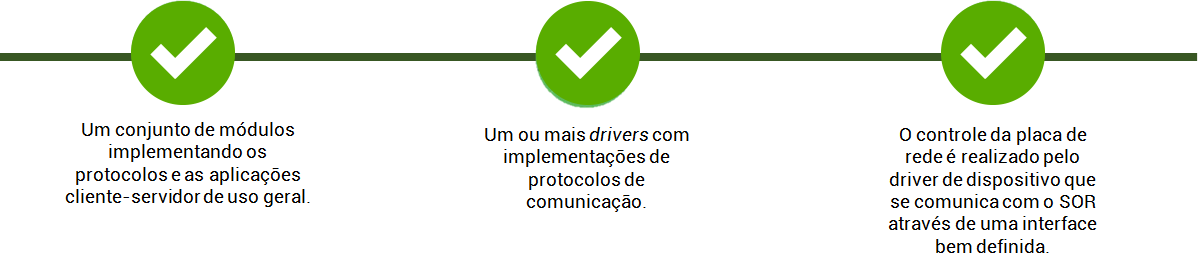 Um conjunto de módulos
implementando os
protocolos e as aplicações
cliente-servidor de uso geral.
Um ou mais drivers com
implementações de
protocolos de
comunicação.
O controle da placa de
rede é realizado pelo
driver de dispositivo que
se comunica com o SOR
através de uma interface
bem definida.